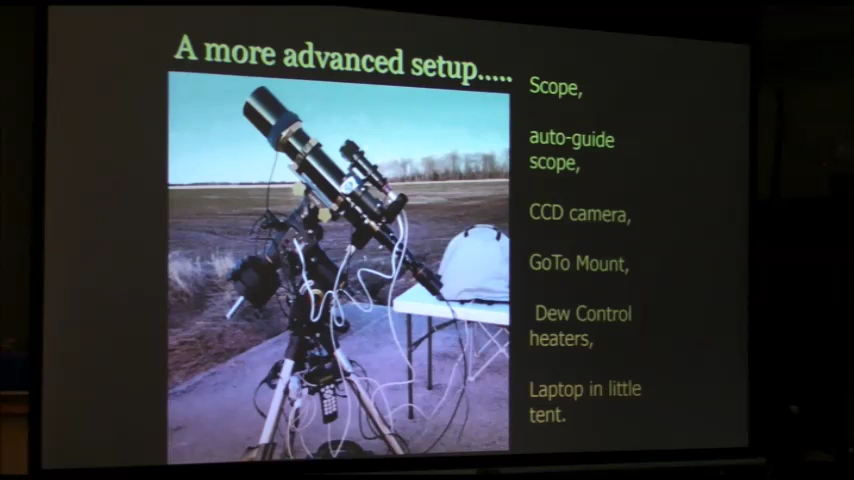 A more advanced setup.....
Scope,
auto-guide
scope,
CCD camera,
GoTo Mount,
Dew Control
heaters,
Laptop in little
tent.